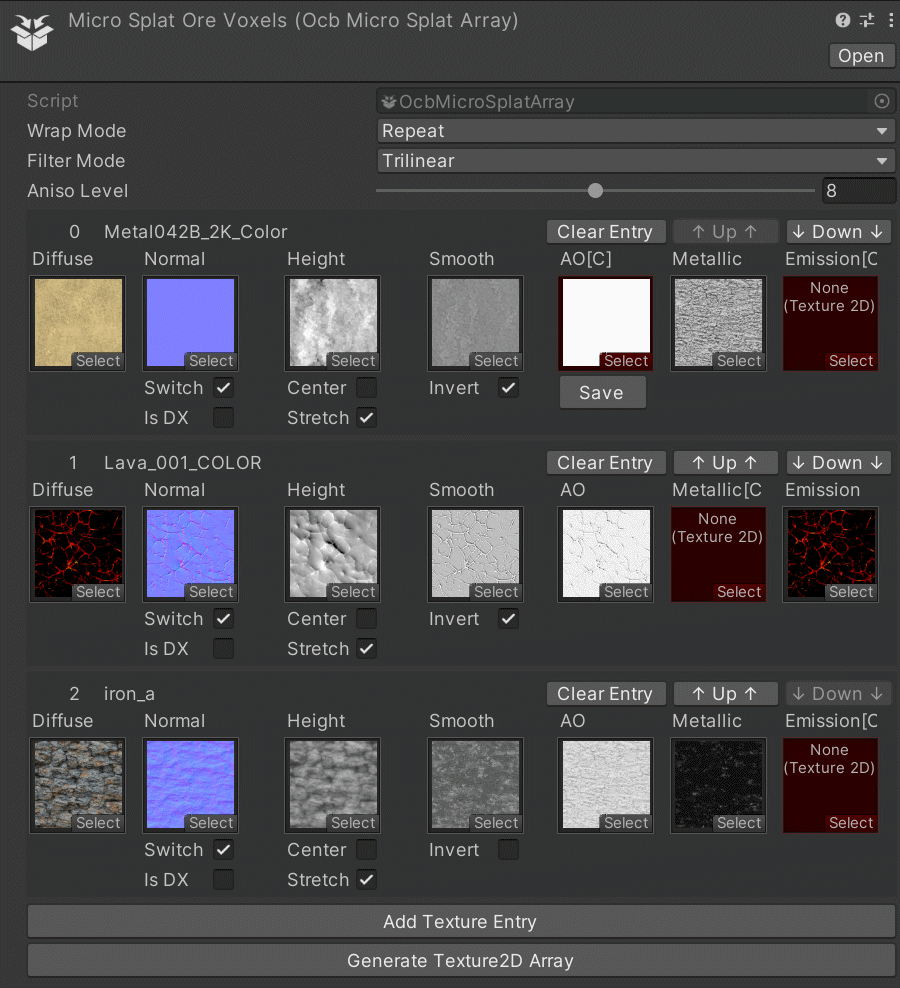 Micro Splat Ore Voxels (Ocb Micro Splat Array)
Open
Script OcbMicroSplatArray
Wrap Mode Repeat
Filter Mode Trilinear
Aniso Level 8
0 Metal042B_2K_Color Clear Entry ↑ Up ↑ ↓ Down ↓
Diffuse Normal Height Smooth AO[C] Metallic Emission[C
None
(Texture 2D)
Select Select Select Select Select Select Select
Switch Center Invert Save
Is DX Stretch
1 Lava_001_COLOR Clear Entry ↑ Up ↑ ↓ Down ↓
Diffuse Normal Height Smooth AO Metallic[C Emission
None
(Texture 2D)
Select Select Select Select Select Select Select
Switch Center Invert
Is DX Stretch
2 iron_a Clear Entry ↑ Up ↑ ↓ Down ↓
Diffuse Normal Height Smooth AO Metallic Emission[C
None
(Texture 2D)
Select Select Select Select Select Select Select
Switch Center Invert
Is DX Stretch
Add Texture Entry
Generate Texture2D Array